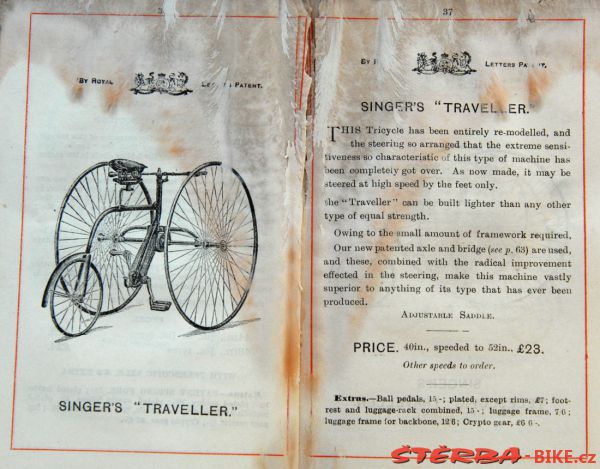 By Royal Letters Patent.
SINGER'S "TRAVELLER."
37
By Letters Patent.
SINGER'S "TRAVELLER."
THIS Tricycle has been entirely re-modelled, and
the steering so arranged that the extreme sensi-
tiveness so characteristic of this type of machine has
been completely got over. As now made, it may be
steered at high speed by the feet only.
the "Traveller" can be built lighter than any other
type of equal strength.
Owing to the small amount of framework required,
Our new patented axle and bridge (see p. 63) are used,
and these, combined with the radical improvement
effected in the steering, make this machine vastly
superior to anything of its type that has ever been
produced.
Adjustable Saddle.
PRICE. 40in., speeded to 52in., £23.
Other speeds to order.
Extras.—Ball pedals, 15/-; plated, except rims, £7; foot-
rest and luggage-rack combined, 15/-; luggage frame, 7/6;
luggage frame for backbone, 12/6; Crypto gear, £6 6/-.
ŠTĚRBA-BIKE.cz